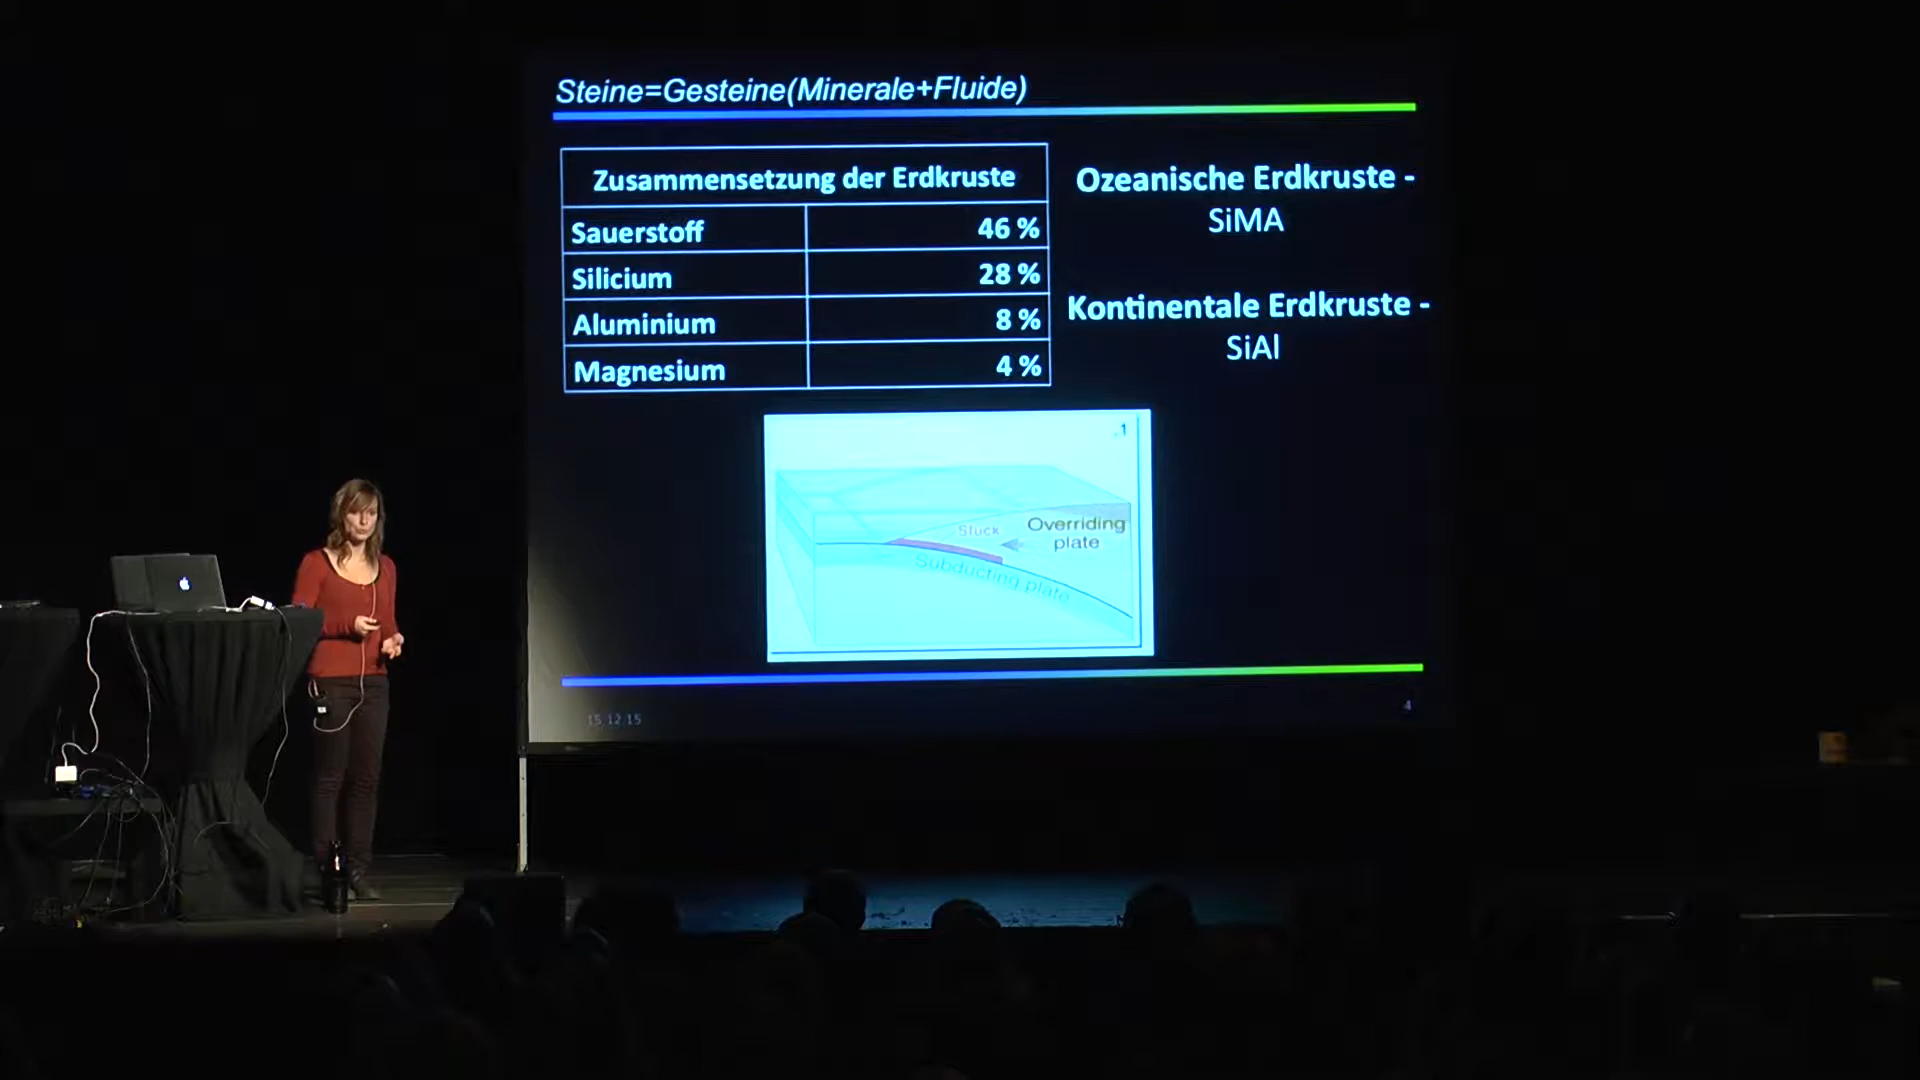 Steine=Gesteine(Minerale+Fluide)
Zusammensetzung der Erdkruste
Sauerstoff 46 %
Silicium 28 %
Aluminium 8 %
Magnesium 4 %
Ozeanische Erdkruste -
SiMA
Kontinentale Erdkruste -
SiAl
.1
Stuck
Overriding
plate
Subducting plate
15.12.15
4